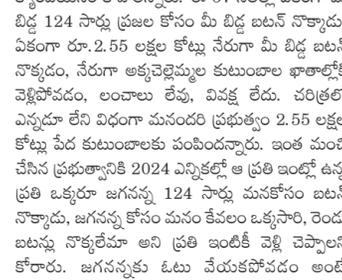 బిడ్డ 124 సార్లు ప్రజల కోసం మీ బిడ్డ బటన్ నొక్కాడు
ఏకంగా రూ.2.55 లక్షల కోట్లు నేరుగా మీ బిడ్డ బటన్
నొక్కడం, నేరుగా అక్కచెల్లెమ్మల కుటుంబాల ఖాతాల్లోకి
వెళ్లిపోవడం, లంచాలు లేవు, వివక్ష లేదు. చరిత్రలో
ఎన్నడూ లేని విధంగా మనందరి ప్రభుత్వం 2.55 లక్షల
కోట్లు పేద కుటుంబాలకు పంపిందన్నారు. ఇంత మంచి
చేసిన ప్రభుత్వానికి 2024 ఎన్నికల్లో ఆ ప్రతి ఇంట్లో ఉన్న
ప్రతి ఒక్కరూ జగనన్న 124 సార్లు మనకోసం బటన్
నొక్కాడు, జగనన్న కోసం మనం కేవలం ఒక్కసారి, రెండు
బటన్లు నొక్కలేమా అని ప్రతి ఇంటికీ వెళ్లి చెప్పాలని
కోరారు. జగనన్నకు ఓటు వేయకపోవడం అంటే